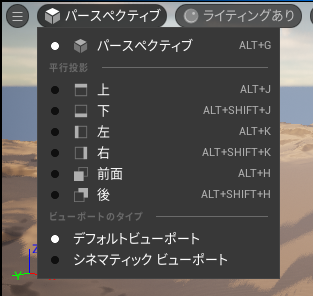 パースペクティブ ライティングあり
パースペクティブ ALT+G
平行投影
上 ALT+J
下 ALT+SHIFT+J
左 ALT+K
右 ALT+SHIFT+K
前面 ALT+H
後 ALT+SHIFT+H
ビューポートのタイプ
デフォルトビューポート
シネマティック ビューポート
Z
Y